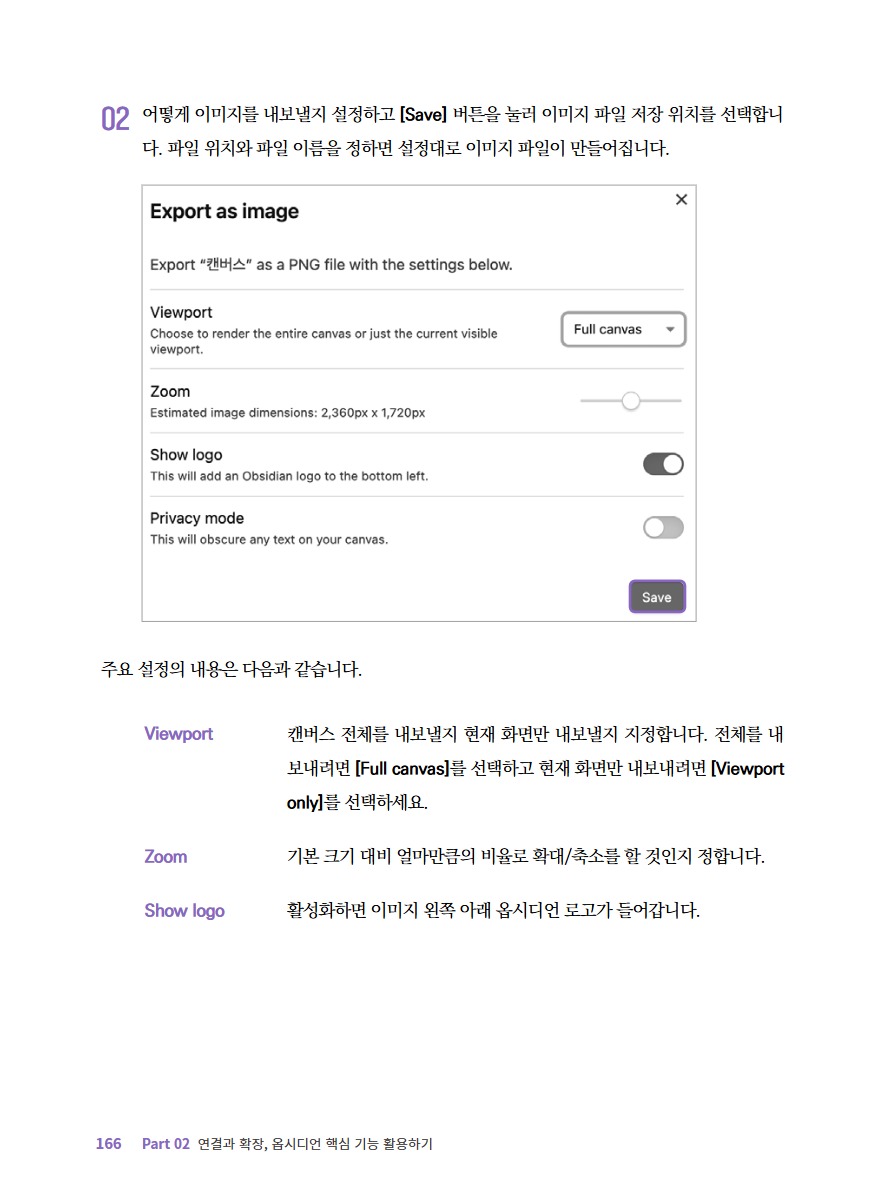 02 어떻게 이미지를 내보낼지 설정하고 [Save] 버튼을 눌러 이미지 파일 저장 위치를 선택합니
다. 파일 위치와 파일 이름을 정하면 설정대로 이미지 파일이 만들어집니다.
Export as image
Export “캔버스” as a PNG file with the settings below.
Viewport
Choose to render the entire canvas or just the current visible
viewport.
Full canvas
Zoom
Estimated image dimensions: 2,360px x 1,720px
Show logo
This will add an Obsidian logo to the bottom left.
Privacy mode
This will obscure any text on your canvas.
Save
주요 설정의 내용은 다음과 같습니다.
Viewport 캔버스 전체를 내보낼지 현재 화면만 내보낼지 지정합니다. 전체를 내
보내려면 [Full canvas]를 선택하고 현재 화면만 내보내려면 [Viewport
only]를 선택하세요.
Zoom 기본 크기 대비 얼마만큼의 비율로 확대/축소를 할 것인지 정합니다.
Show logo 활성화하면 이미지 왼쪽 아래 옵시디언 로고가 들어갑니다.
166 Part 02 연결과 확장, 옵시디언 핵심 기능 활용하기